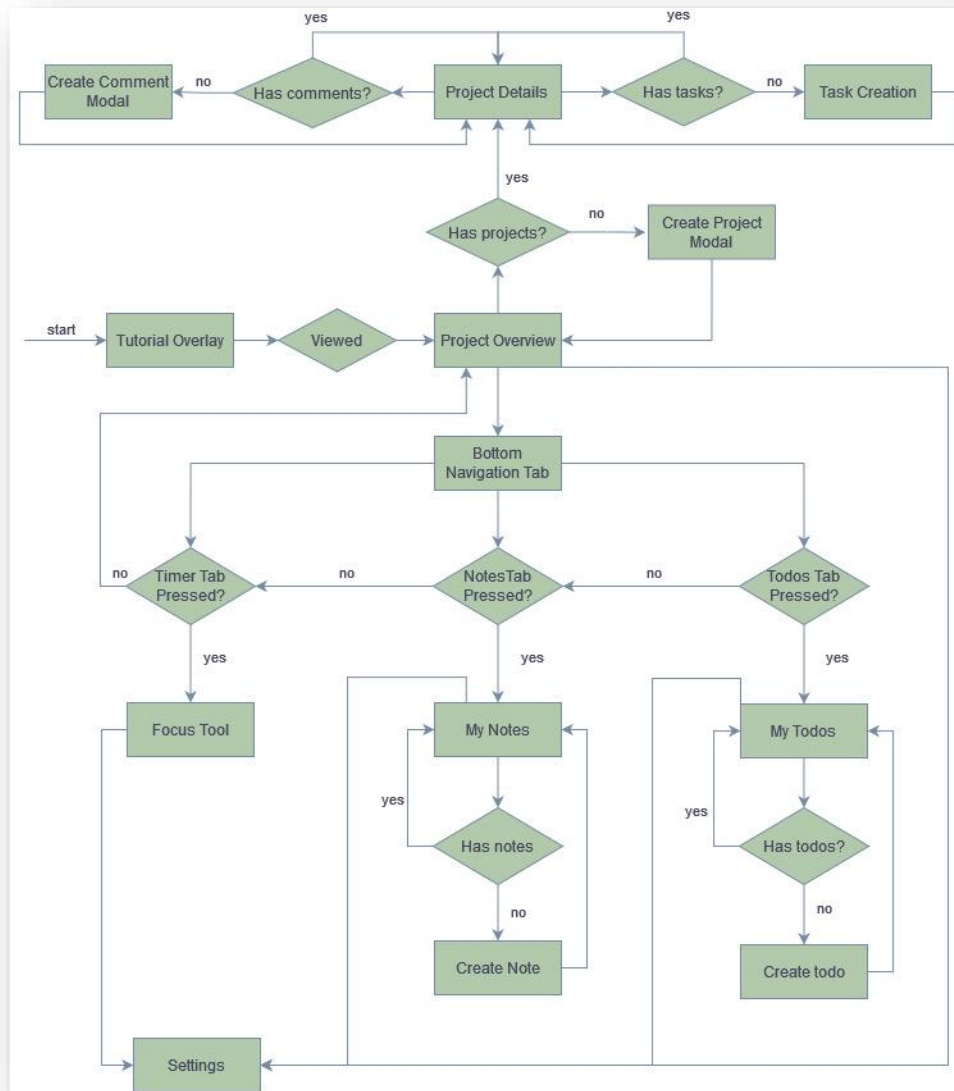 yes
yes
Create Comment
Modal
no
Has comments?
Project Details
Has tasks?
no
Task Creation
yes
Has projects?
no
Create Project
Modal
start
Tutorial Overlay
Viewed
Project Overview
Bottom
Navigation Tab
no
Timer Tab
Pressed?
no
NotesTab
Pressed?
no
Todos Tab
Pressed?
yes
yes
yes
Focus Tool
My Notes
My Todos
yes
yes
Has notes
Has todos?
no
no
Create Note
Create todo
Settings